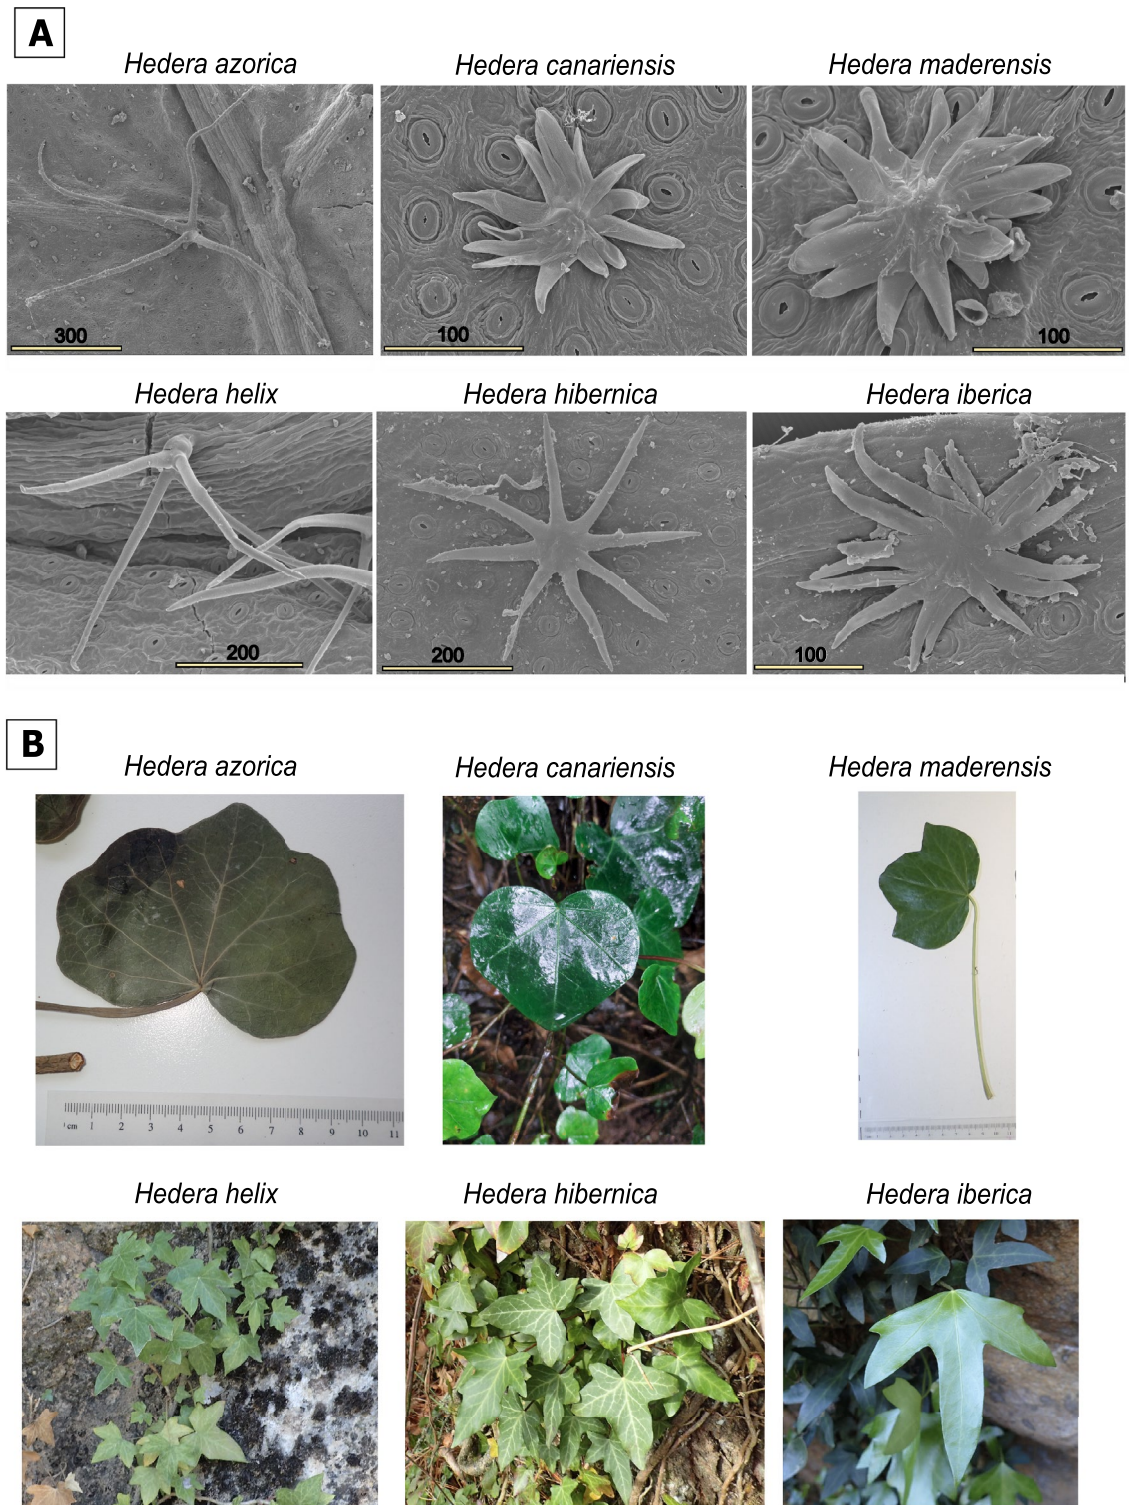 A
Hedera azorica
Hedera canariensis
Hedera maderensis
300
100
100
Hedera helix
Hedera hibernica
Hedera iberica
200
200
100
B
Hedera azorica
Hedera canariensis
Hedera maderensis
cm 1 2 3 4 5 6 7 8 9 10 11
Hedera helix
Hedera hibernica
Hedera iberica